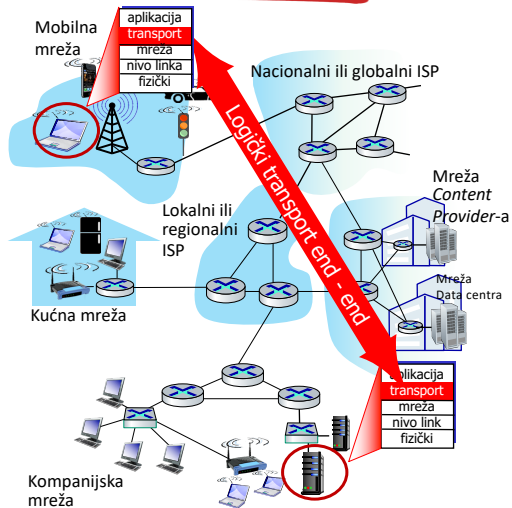 Mobilna
mreža
aplikacija
transport
mreža
nivo linka
fizički
Nacionalni ili globalni ISP
Logički transport end - end
Lokalni ili
regionalni
ISP
Mreža
Content
Provider-a
Mreža
Data centra
Kućna mreža
aplikacija
transport
mreža
nivo link
fizički
Kompanijska
mreža